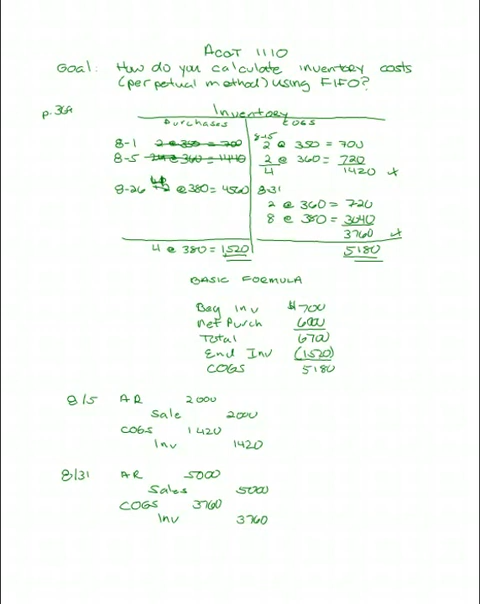 ACCT 1110
Goal: How do you calculate inventory costs
(perpetual method) using FIFO?
p. 364
Inventory
Purchases COGS
8-1 2 @ 350 = 700
8-5 @ 360 = 1440
8-15
2 @ 350 = 700
2 @ 360 = 720
4 1420 *
8-26 @ 380 = 4560
8-31
2 @ 360 = 720
8 @ 380 = 3040
3760 *
4 @ 380 = 1520 5180
BASIC FORMULA
Beg Inv $700
Net Purch 6000
Total 6700
End Inv (1520)
COGS 5180
8/5 AR 2000
Sale 2000
COGS 1420
Inv 1420
8/31 AR 5000
Sales 5000
COGS 3760
Inv 3760